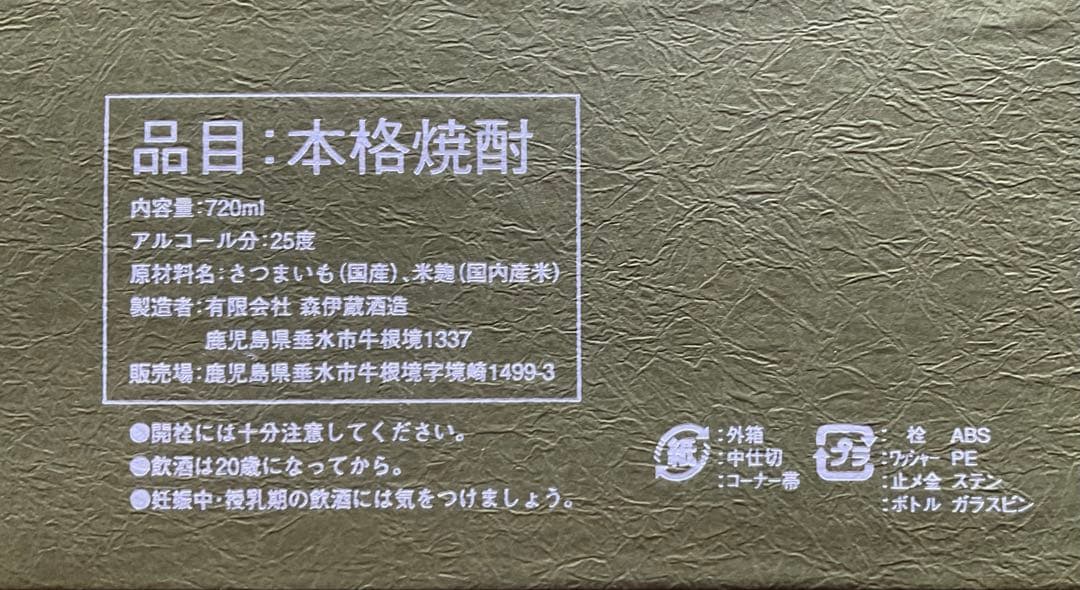 品目：本格焼酎
内容量：720ml
アルコール分：25度
原材料名：さつまいも（国産）、米麹（国内産米）
製造者：有限会社 森伊蔵酒造
鹿児島県垂水市牛根境1337
販売場：鹿児島県垂水市牛根境字境崎1499-3
●開栓には十分注意してください。
●飲酒は20歳になってから。
●妊娠中・授乳期の飲酒には気をつけましょう。
紙：外箱
：中仕切
：コーナー帯
プラ：栓 ABS
：ワッシャー PE
：止メ金 ステン
：ボトル ガラスビン